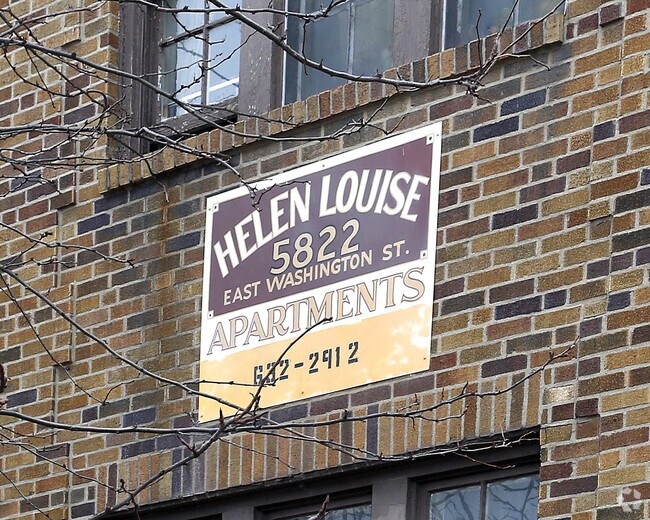 HELEN LOUISE
5822
EAST WASHINGTON ST.
APARTMENTS
632-2912